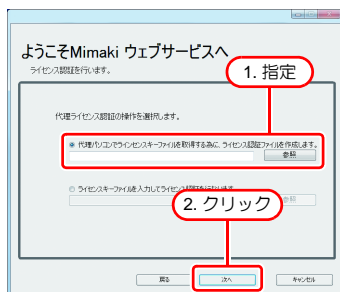 ようこそMimaki ウェブサービスへ
ライセンス認証を行います。
1. 指定
代理ライセンス認証の操作を選択します。
代理パソコンでライセンスキーファイルを取得する為に、ライセンス認証ファイルを作成します。
参照
ライセンスキーファイルを入力してライセンス認証を行ないます。
参照
2. クリック
戻る
次へ
キャンセル